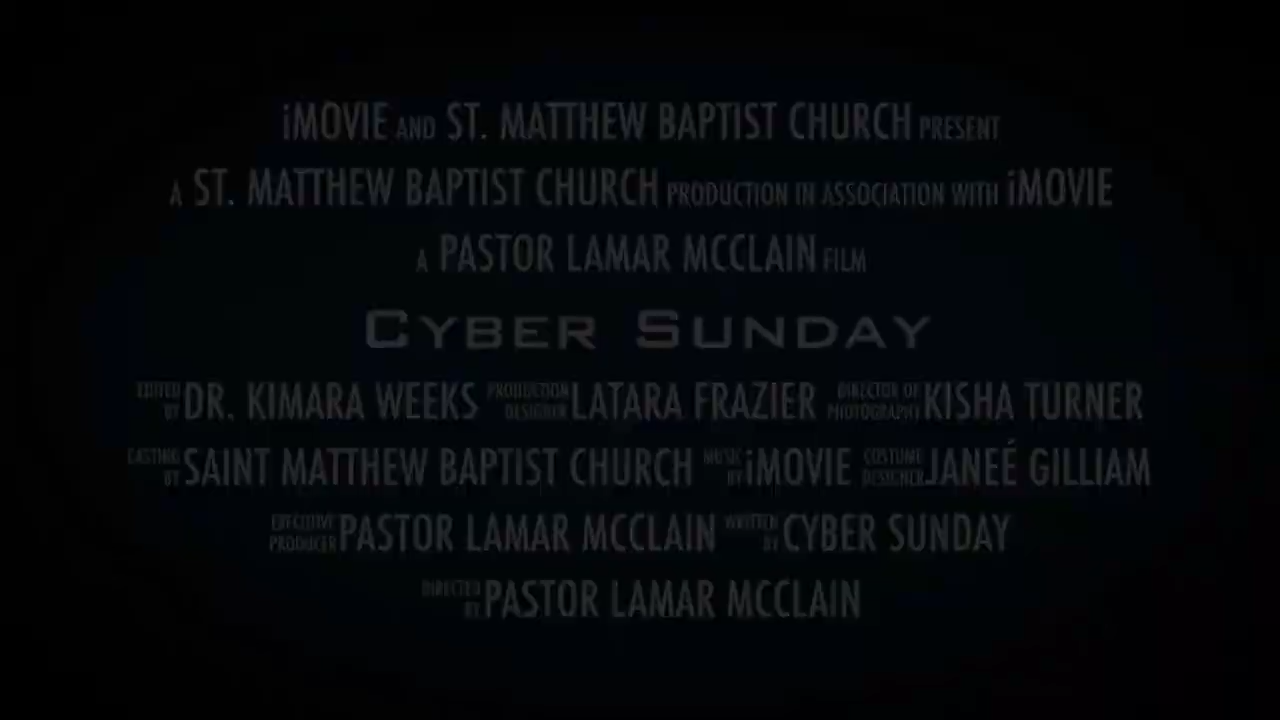 iMOVIE AND ST. MATTHEW BAPTIST CHURCH PRESENT
A ST. MATTHEW BAPTIST CHURCH PRODUCTION IN ASSOCIATION WITH iMOVIE
A PASTOR LAMAR MCCLAIN FILM
CYBER SUNDAY
EDITED BY DR. KIMARA WEEKS PRODUCTION DESIGNER LATARA FRAZIER DIRECTOR OF PHOTOGRAPHY KISHA TURNER
CASTING BY SAINT MATTHEW BAPTIST CHURCH MUSIC BY iMOVIE COSTUME DESIGNER JANEÉ GILLIAM
EXECUTIVE PRODUCER PASTOR LAMAR MCCLAIN WRITTEN BY CYBER SUNDAY
DIRECTED BY PASTOR LAMAR MCCLAIN